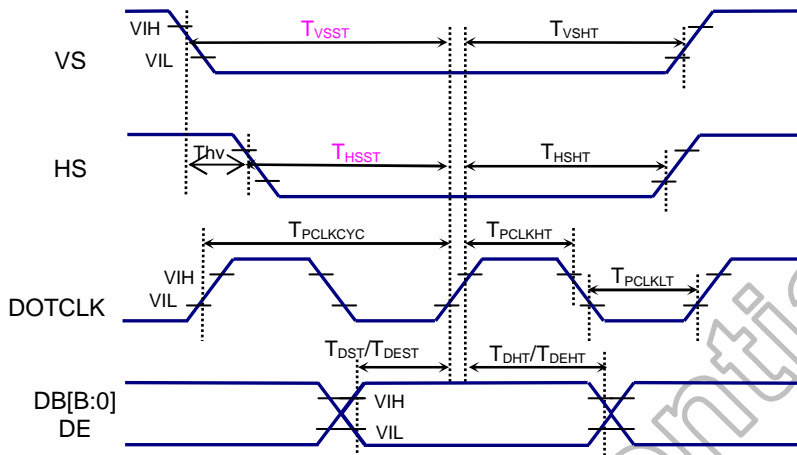 VIH
T_VSST
T_VSHT
VS
VIL
Thv
T_HSST
T_HSHT
HS
T_PCLKCYC
T_PCLKHT
VIH
T_PCLKLT
DOTCLK
VIL
T_DST/T_DEST
T_DHT/T_DEHT
DB[B:0]
VIH
DE
VIL